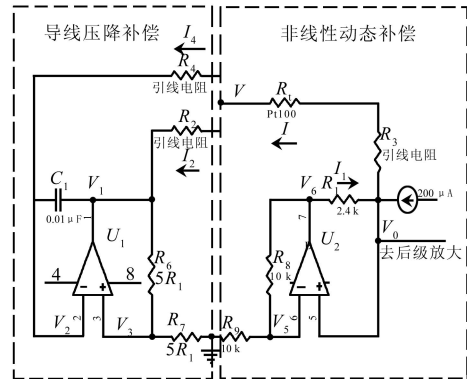 导线压降补偿
非线性动态补偿
I4
R4
引线电阻
V
Rt
Pt100
R2
引线电阻
I
R3
引线电阻
I2
C1
0.01 μF
V1
1
V6
I1
R1
2.4 k
200 μA
7
V0
去后级放大
U1
U2
R6
5R1
R8
10 k
4
8
- +
- +
V2
2
3
V3
R7
5R1
R9
10 k
V5
6
5